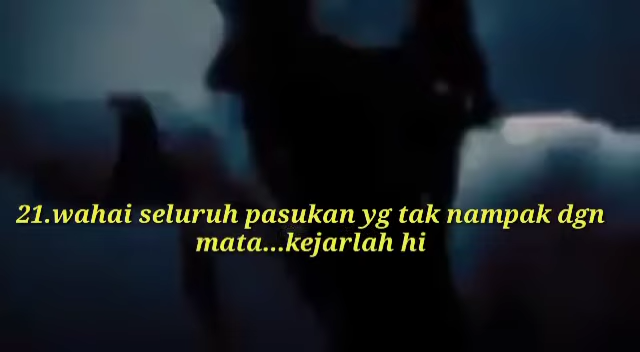 21.wahai seluruh pasukan yg tak nampak dgn
mata...kejarlah hi